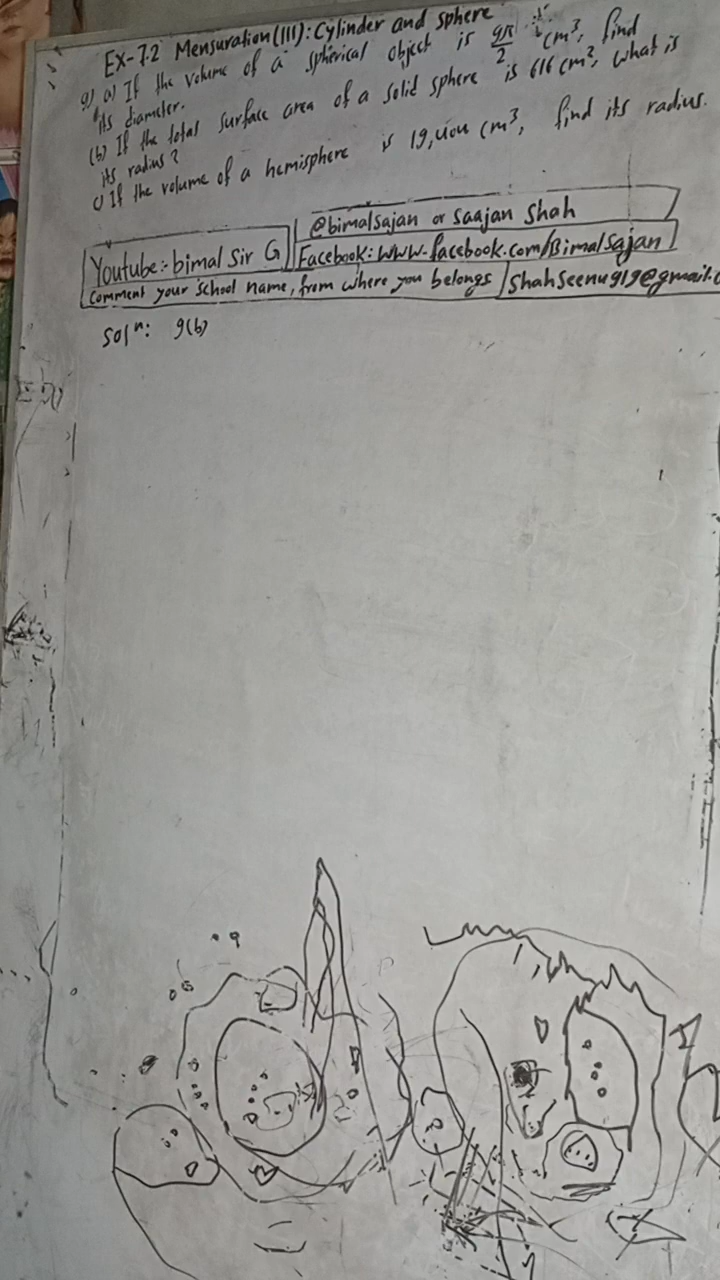 Ex-7.2 Mensuration(III): Cylinder and sphere
9) a) If the volume of a spherical object is 9π/2 cm³, find
its diameter.
(b) If the total surface area of a solid sphere is 616 cm², what is
its radius?
c) If the volume of a hemisphere is 19,404 cm³, find its radius.
@bimalsajan or Saajan Shah
Youtube:- bimal Sir G
Facebook: www.facebook.com/Bimalsajan
Comment your school name, from where you belongs
Shahseenu919@gmail.c
Solⁿ: 9(b)